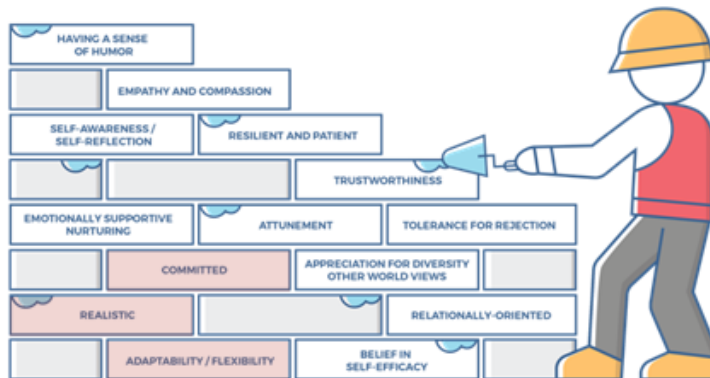 HAVING A SENSE
OF HUMOR
EMPATHY AND COMPASSION
SELF-AWARENESS /
SELF-REFLECTION
RESILIENT AND PATIENT
TRUSTWORTHINESS
EMOTIONALLY SUPPORTIVE
NURTURING
ATTUNEMENT
TOLERANCE FOR REJECTION
COMMITTED
APPRECIATION FOR DIVERSITY
OTHER WORLD VIEWS
REALISTIC
RELATIONALLY-ORIENTED
ADAPTABILITY / FLEXIBILITY
BELIEF IN
SELF-EFFICACY